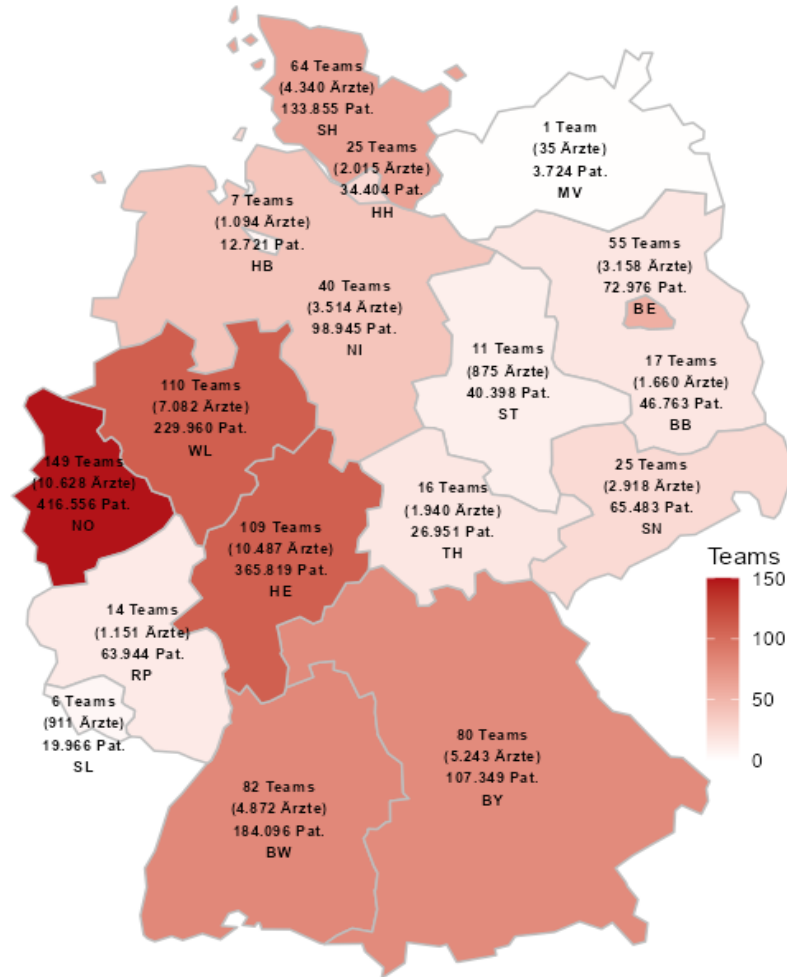 64 Teams
(4.340 Ärzte)
133.855 Pat.
SH
25 Teams
(2.015 Ärzte)
34.404 Pat.
HH
1 Team
(35 Ärzte)
3.724 Pat.
MV
7 Teams
(1.094 Ärzte)
12.721 Pat.
HB
55 Teams
(3.158 Ärzte)
72.976 Pat.
BE
40 Teams
(3.514 Ärzte)
98.945 Pat.
NI
11 Teams
(875 Ärzte)
40.398 Pat.
ST
17 Teams
(1.660 Ärzte)
46.763 Pat.
BB
110 Teams
(7.082 Ärzte)
229.960 Pat.
WL
149 Teams
(10.628 Ärzte)
416.556 Pat.
NO
109 Teams
(10.487 Ärzte)
365.819 Pat.
HE
16 Teams
(1.940 Ärzte)
26.951 Pat.
TH
25 Teams
(2.918 Ärzte)
65.483 Pat.
SN
14 Teams
(1.151 Ärzte)
63.944 Pat.
RP
6 Teams
(911 Ärzte)
19.966 Pat.
SL
82 Teams
(4.872 Ärzte)
184.096 Pat.
BW
80 Teams
(5.243 Ärzte)
107.349 Pat.
BY
Teams
150
100
50
0